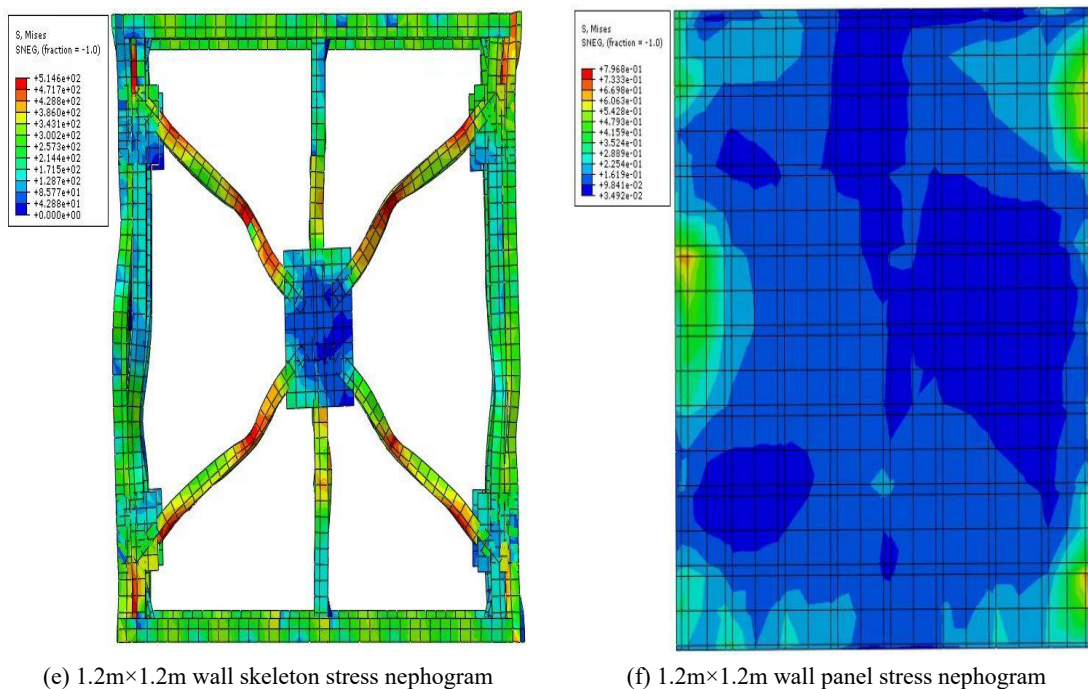 S, Mises
SNEG, (fraction = -1.0)
+5.146e+02
+4.717e+02
+4.288e+02
+3.860e+02
+3.431e+02
+3.002e+02
+2.573e+02
+2.144e+02
+1.715e+02
+1.287e+02
+8.577e+01
+4.288e+01
+0.000e+00
S, Mises
SNEG, (fraction = -1.0)
+7.968e-01
+7.333e-01
+6.698e-01
+6.063e-01
+5.428e-01
+4.793e-01
+4.159e-01
+3.524e-01
+2.889e-01
+2.254e-01
+1.619e-01
+9.841e-02
+3.492e-02
(e) 1.2m×1.2m wall skeleton stress nephogram
(f) 1.2m×1.2m wall panel stress nephogram